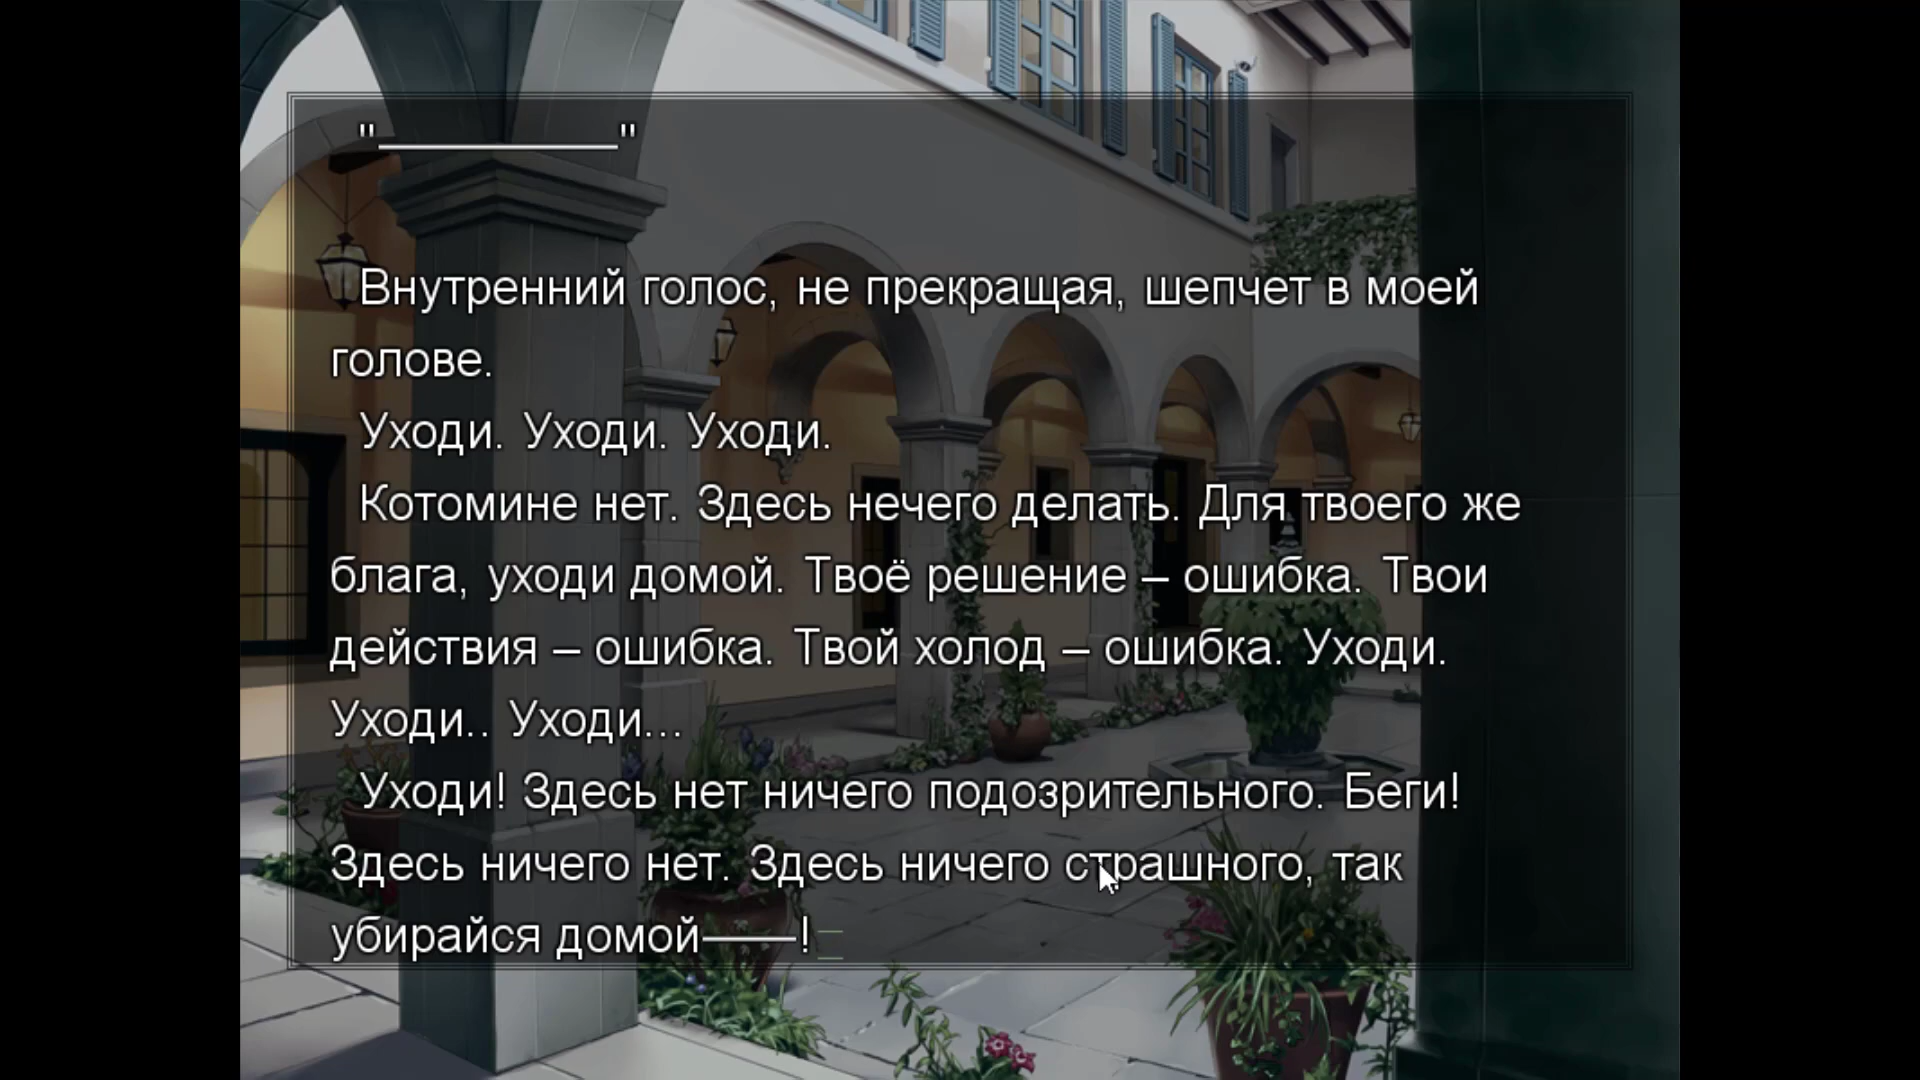 "__________"
Внутренний голос, не прекращая, шепчет в моей
голове.
Уходи. Уходи. Уходи.
Котомине нет. Здесь нечего делать. Для твоего же
блага, уходи домой. Твоё решение – ошибка. Твои
действия – ошибка. Твой холод – ошибка. Уходи.
Уходи.. Уходи...
Уходи! Здесь нет ничего подозрительного. Беги!
Здесь ничего нет. Здесь ничего страшного, так
убирайся домой――!